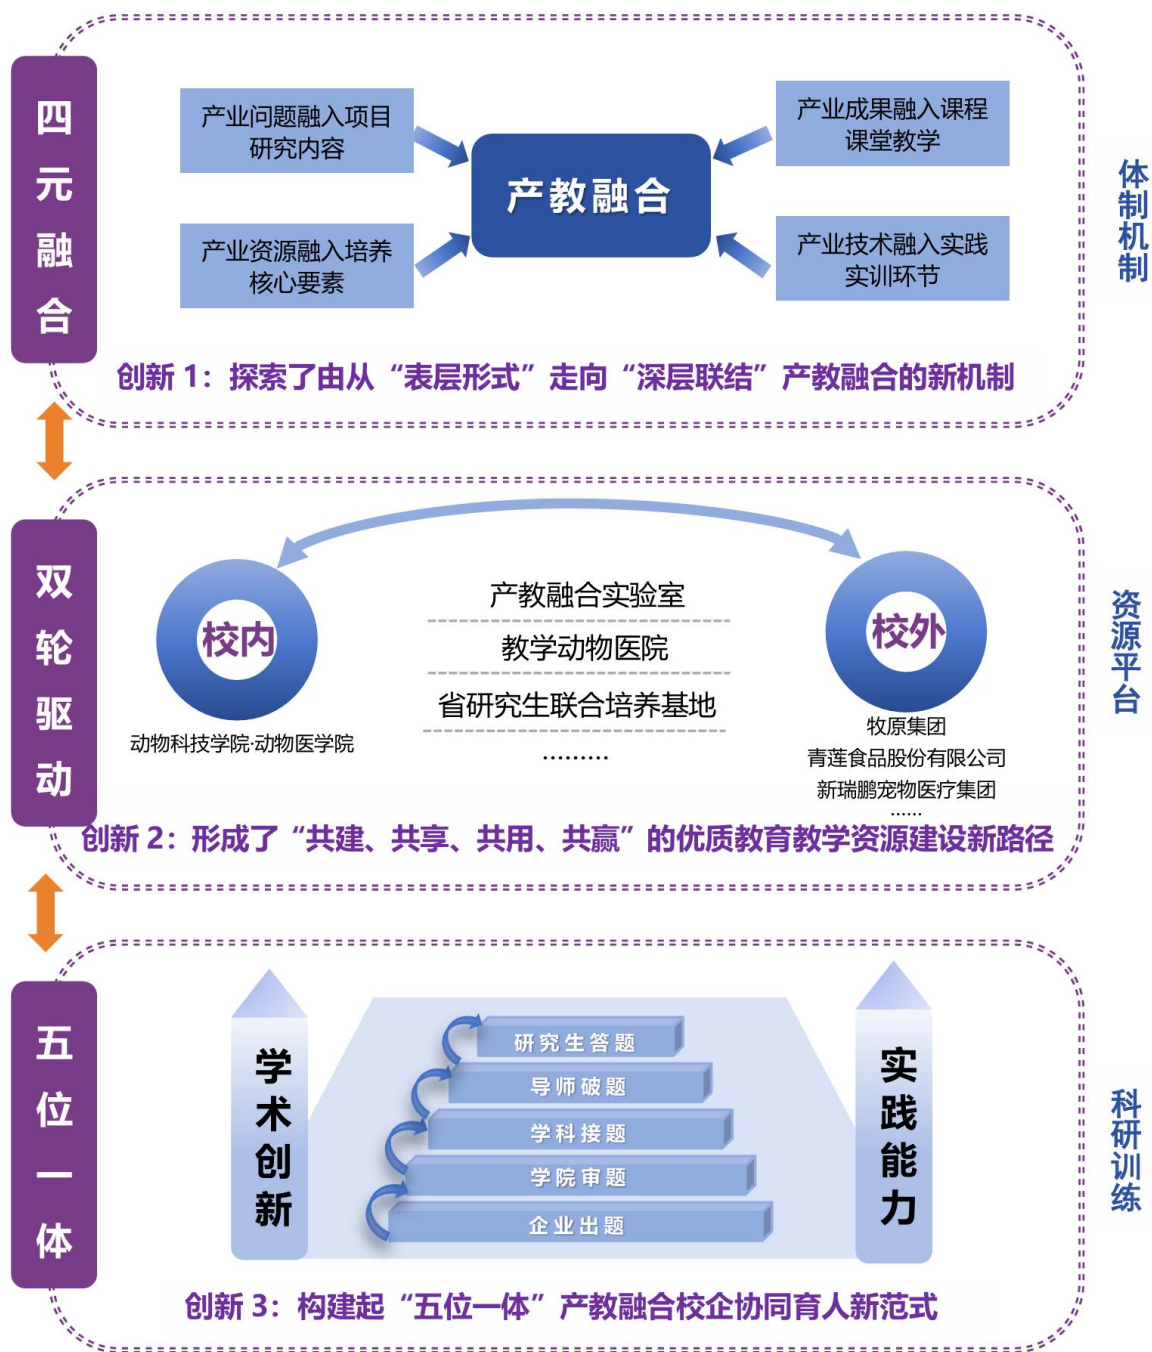 四元融合
产业问题融入项目
研究内容
产业成果融入课程
课堂教学
产教融合
产业资源融入培养
核心要素
产业技术融入实践
实训环节
体制机制
创新 1：探索了由从“表层形式”走向“深层联结”产教融合的新机制
双轮驱动
校内
动物科技学院·动物医学院
产教融合实验室
教学动物医院
省研究生联合培养基地
………
校外
牧原集团
青莲食品股份有限公司
新瑞鹏宠物医疗集团
……
资源平台
创新 2：形成了“共建、共享、共用、共赢”的优质教育教学资源建设新路径
五位一体
学术创新
研究生答题
导师破题
学科接题
学院审题
企业出题
实践能力
科研训练
创新 3：构建起“五位一体”产教融合校企协同育人新范式